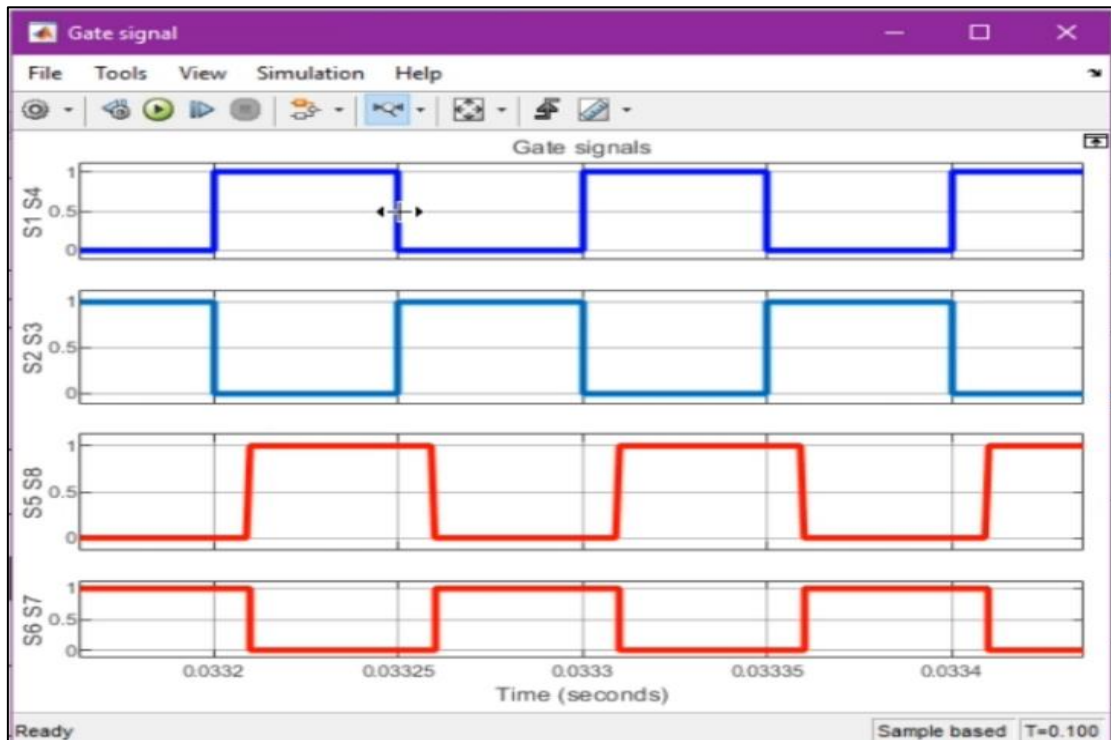 Gate signal
File Tools View Simulation Help
Gate signals
S1 S4
1
0.5
0
S2 S3
1
0.5
0
S5 S8
1
0.5
0
S6 S7
1
0.5
0
0.0332 0.03325 0.0333 0.03335 0.0334
Time (seconds)
Ready Sample based T=0.100